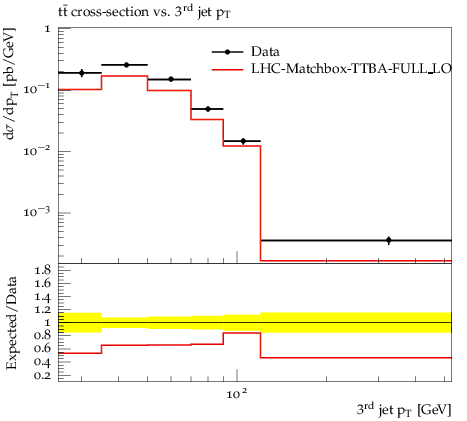 tt̄ cross-section vs. 3rd jet pT
dσ/dpT [pb/GeV]
1
10−1
10−2
10−3
Data
LHC-Matchbox-TTBA-FULL_LO
Expected/Data
1.8
1.6
1.4
1.2
1
0.8
0.6
0.4
0.2
10 2
3rd jet pT [GeV]